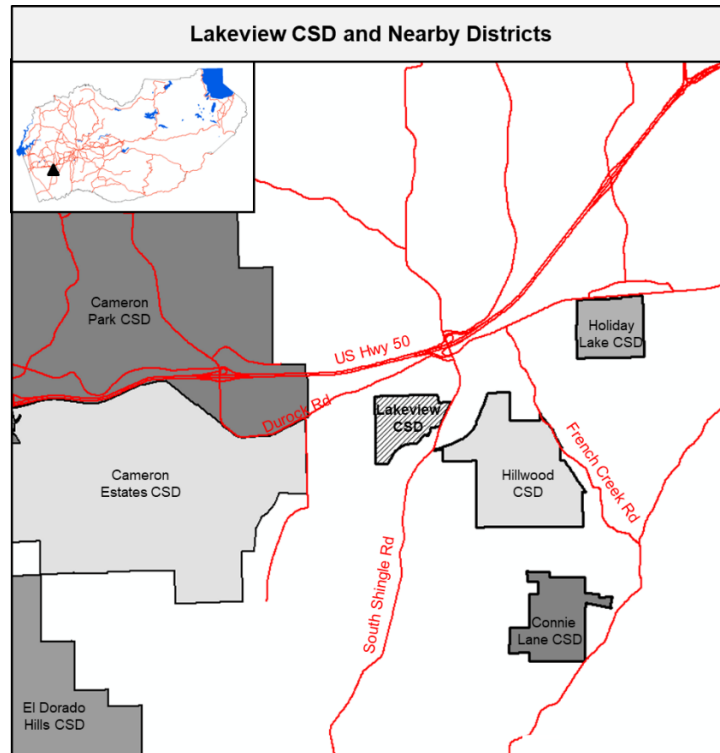 Lakeview CSD and Nearby Districts
Cameron
Park CSD
US Hwy 50
Holiday
Lake CSD
Durock Rd
Lakeview
CSD
Cameron
Estates CSD
Hillwood
CSD
French Creek Rd
South Shingle Rd
Connie
Lane CSD
El Dorado
Hills CSD